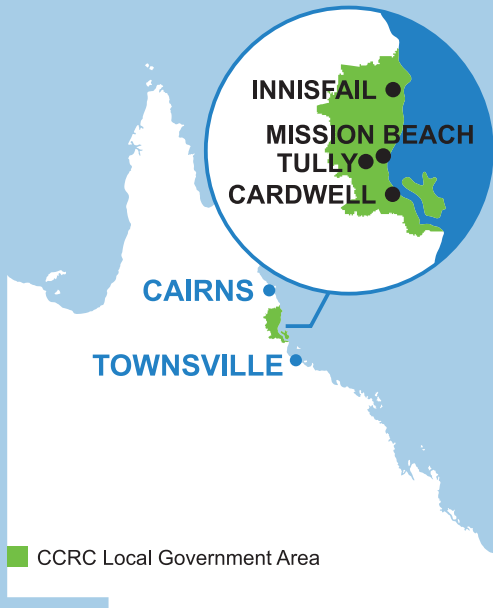 INNISFAIL
MISSION BEACH
TULLY
CARDWELL
CAIRNS
TOWNSVILLE
CCRC Local Government Area